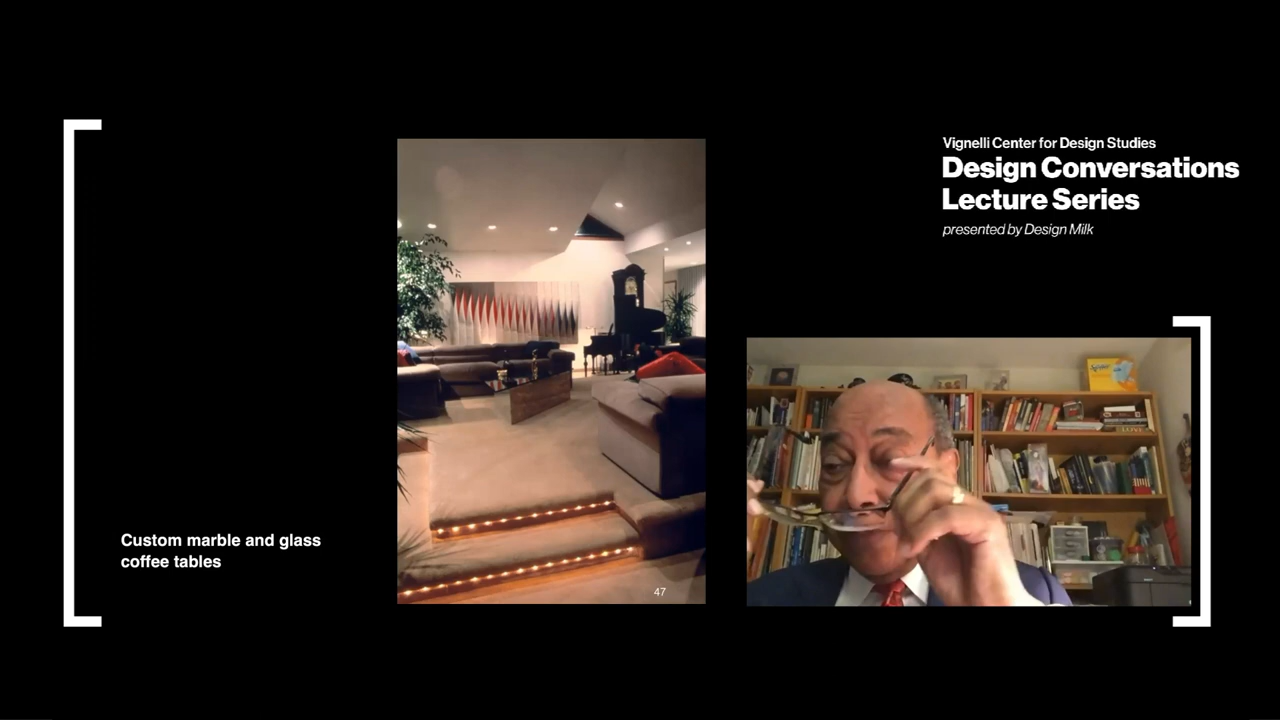 Vignelli Center for Design Studies
Design Conversations
Lecture Series
presented by Design Milk
Custom marble and glass
coffee tables
47